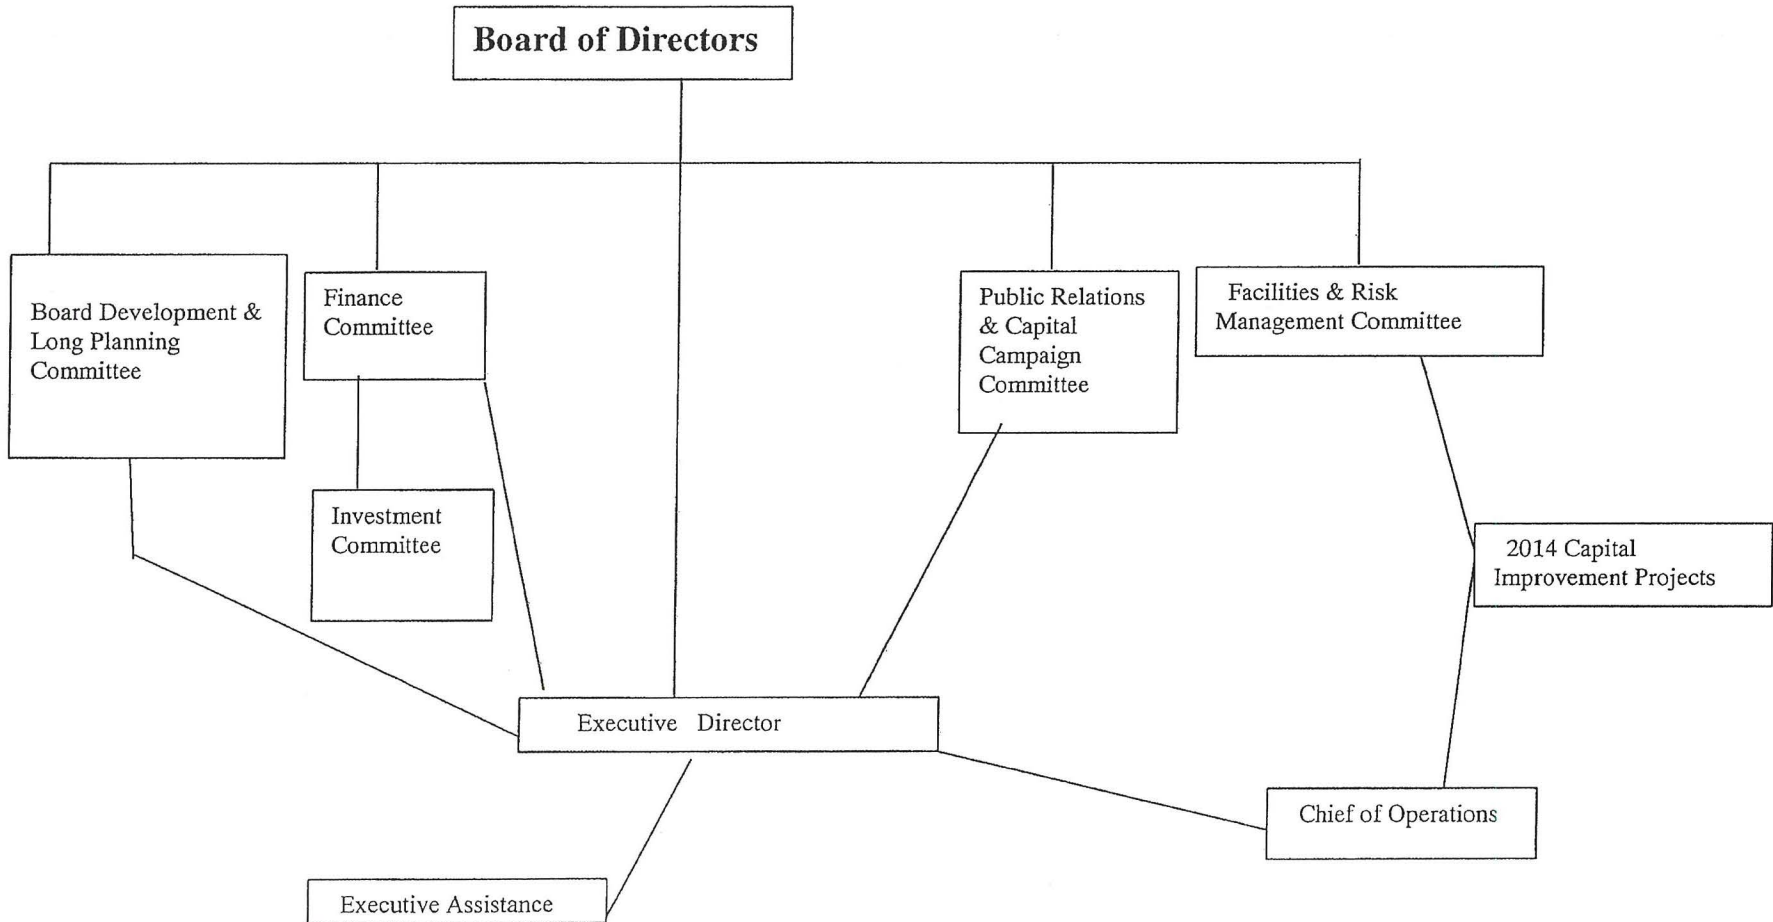 Board of Directors
Board Development &
Long Planning
Committee
Finance
Committee
Public Relations
& Capital
Campaign
Committee
Facilities & Risk
Management Committee
Investment
Committee
2014 Capital
Improvement Projects
Executive Director
Chief of Operations
Executive Assistance